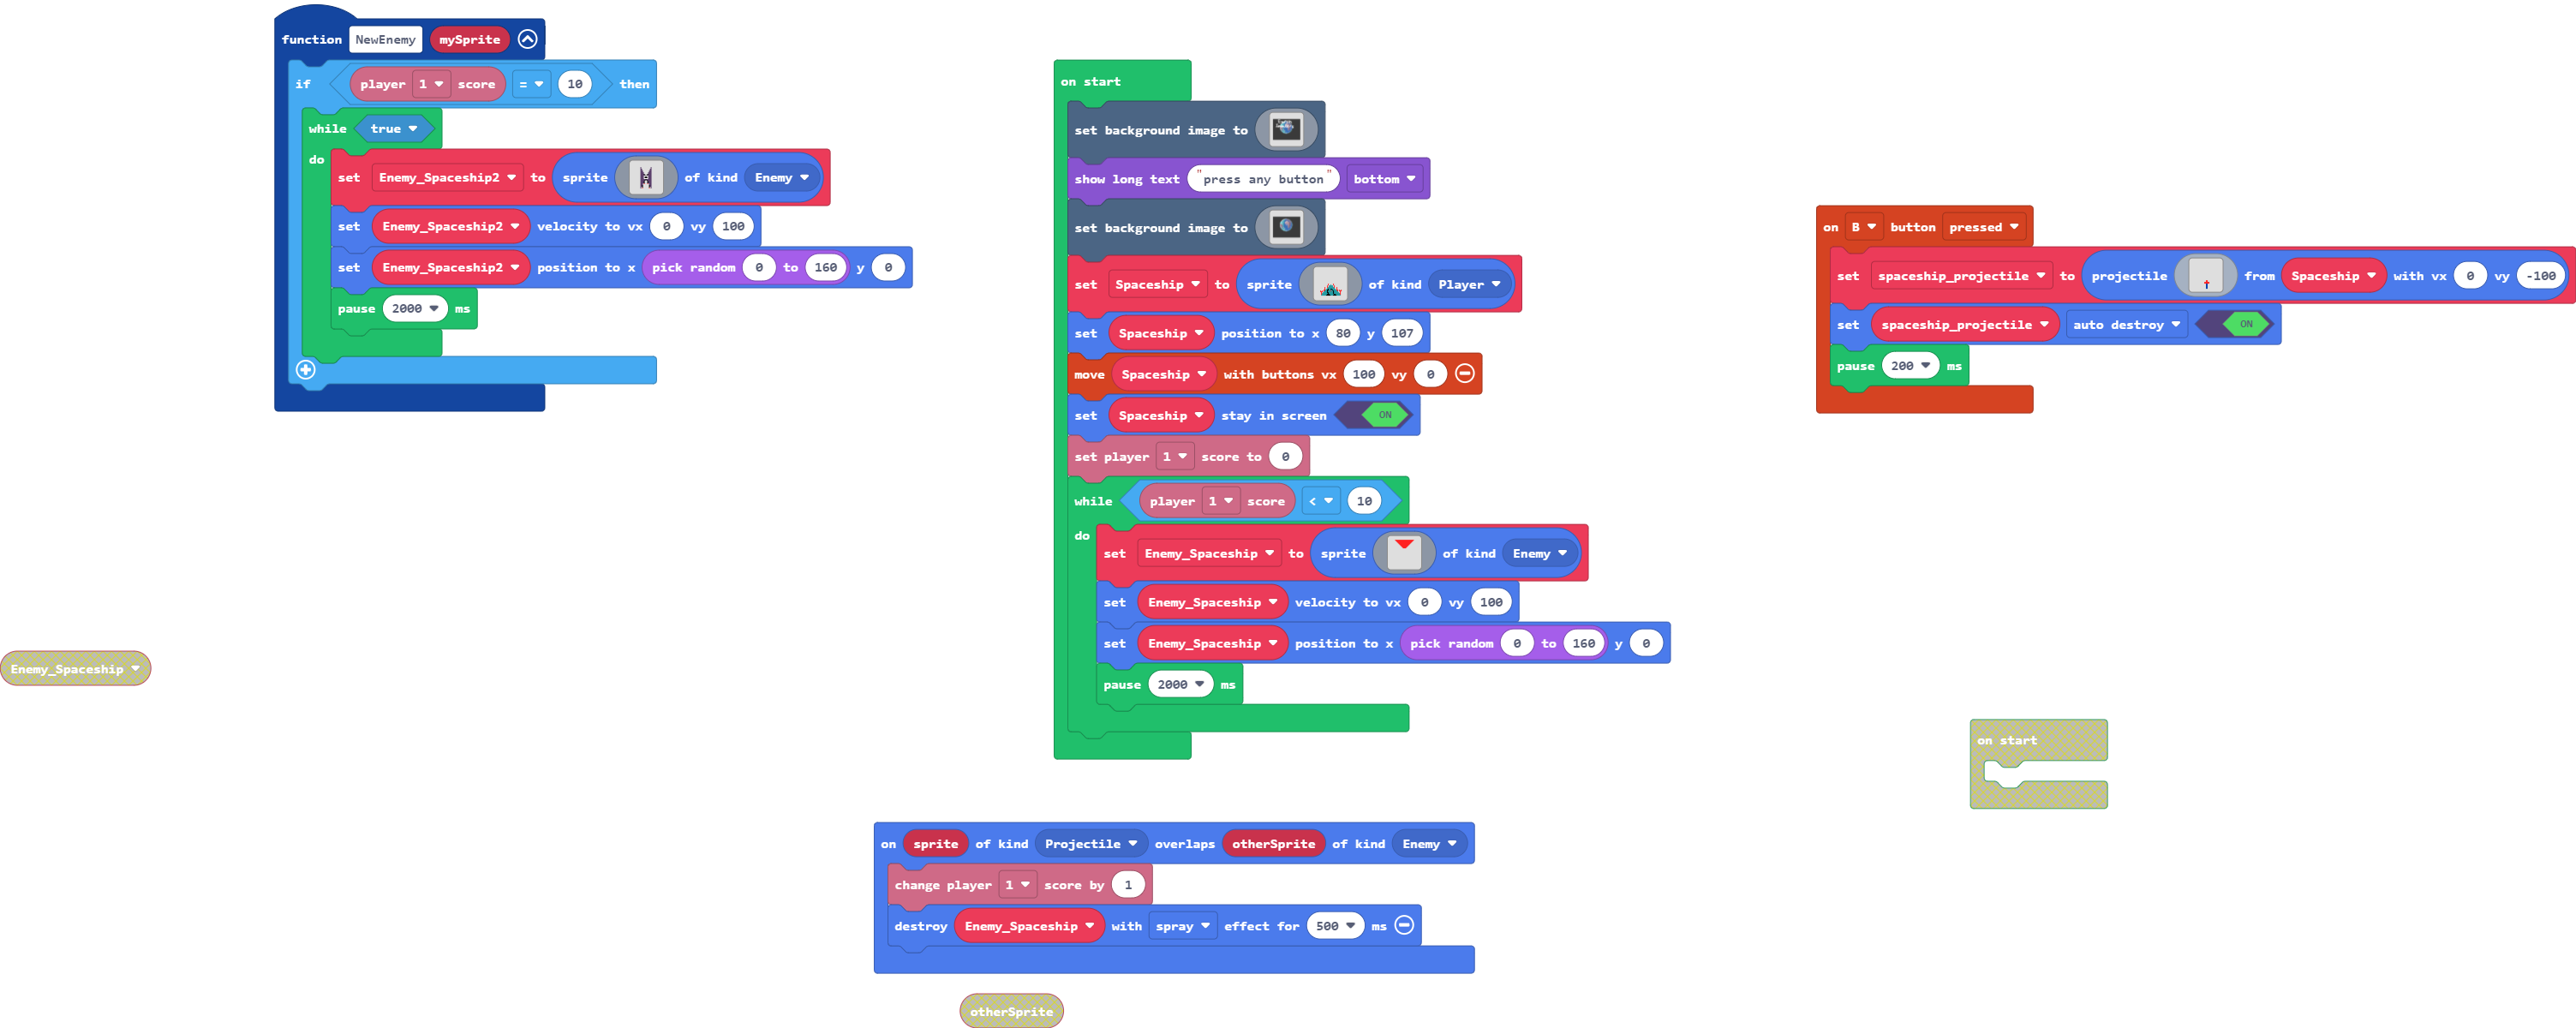 function NewEnemy mySprite
if player 1 score = 10 then
while true
do
set Enemy_Spaceship2 to sprite of kind Enemy
set Enemy_Spaceship2 velocity to vx 0 vy 100
set Enemy_Spaceship2 position to x pick random 0 to 160 y 0
pause 2000 ms
on start
set background image to
show long text "press any button" bottom
set background image to
set Spaceship to sprite of kind Player
set Spaceship position to x 80 y 107
move Spaceship with buttons vx 100 vy 0
set Spaceship stay in screen ON
set player 1 score to 0
while player 1 score < 10
do
set Enemy_Spaceship to sprite of kind Enemy
set Enemy_Spaceship velocity to vx 0 vy 100
set Enemy_Spaceship position to x pick random 0 to 160 y 0
pause 2000 ms
on B button pressed
set spaceship_projectile to projectile from Spaceship with vx 0 vy -100
set spaceship_projectile auto destroy ON
pause 200 ms
Enemy_Spaceship
on start
on sprite of kind Projectile overlaps otherSprite of kind Enemy
change player 1 score by 1
destroy Enemy_Spaceship with spray effect for 500 ms
otherSprite